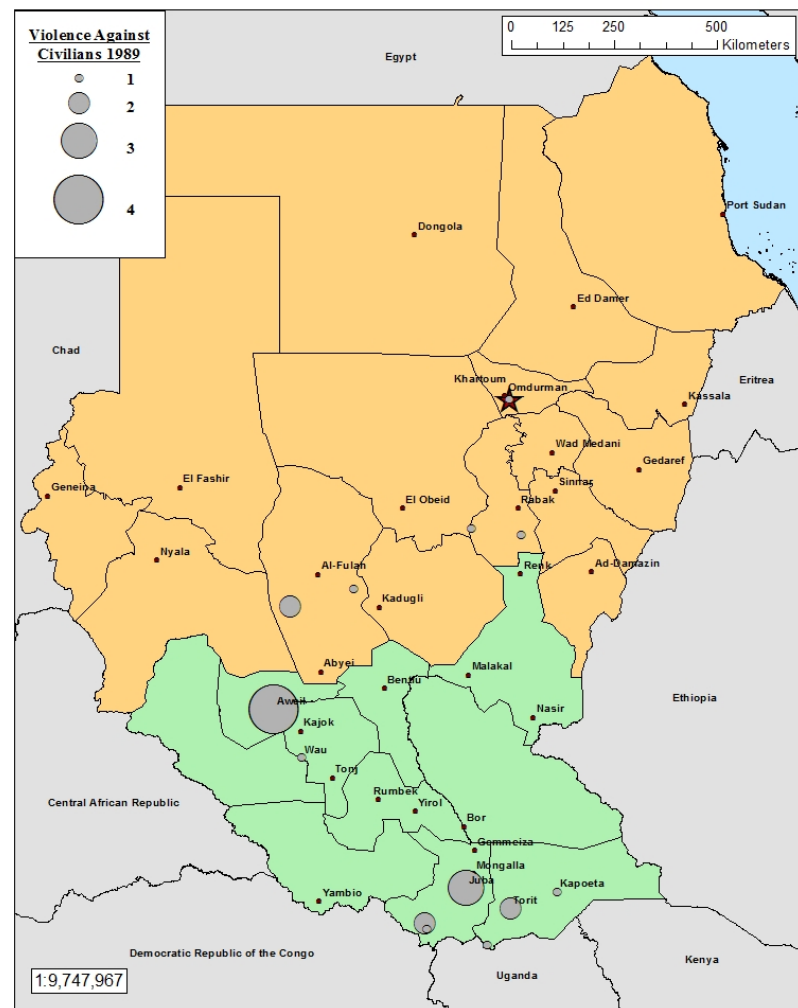 Violence Against
Civilians 1989
1
2
3
4
0 125 250 500
Kilometers
Egypt
Port Sudan
Dongola
Ed Damer
Chad
Khartoum
Omdurman
Eritrea
Kassala
Wad Medani
Gedaref
El Fashir
Sinnar
Geneina
El Obeid
Rabak
Nyala
Al-Fulah
Renk
Ad-Damazin
Kadugli
Abyei
Malakal
Bentiu
Ethiopia
Aweil
Nasir
Kajok
Wau
Tonj
Central African Republic
Rumbek
Yirol
Bor
Gemmeiza
Mongalla
Juba
Kapoeta
Yambio
Torit
Democratic Republic of the Congo
Kenya
Uganda
1:9,747,967